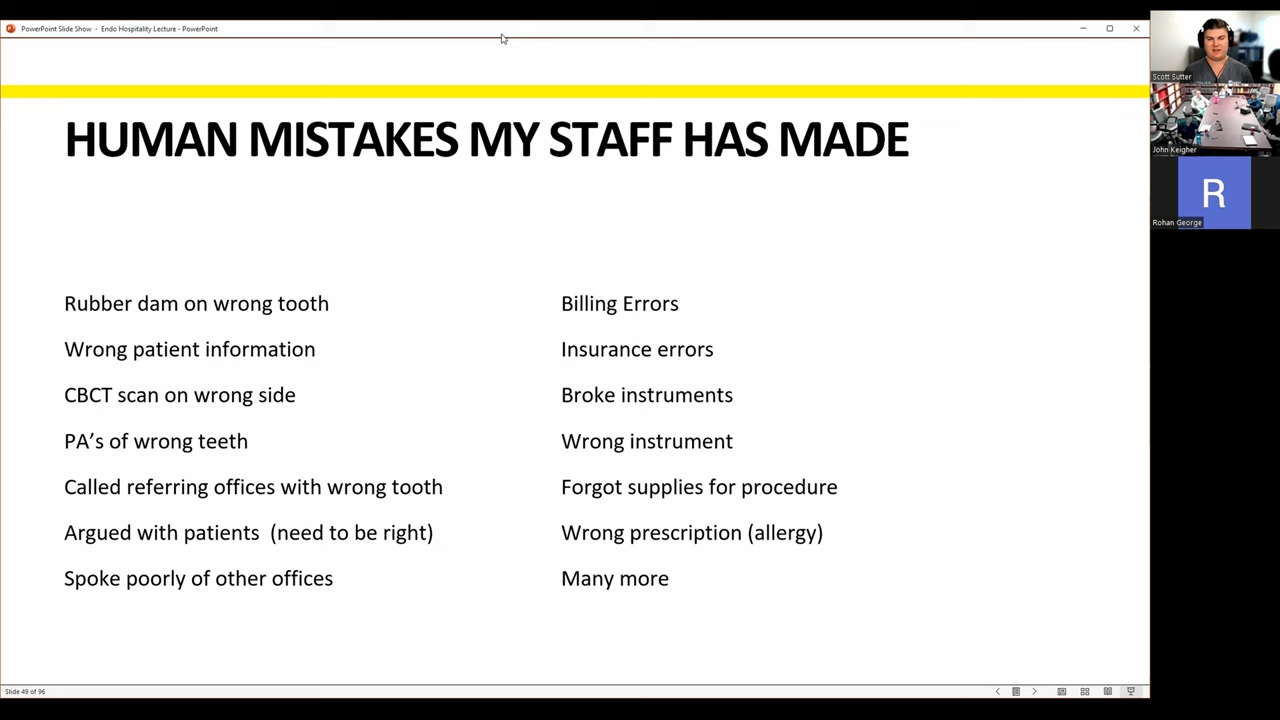 PowerPoint Slide Show - Endo Hospitality Lecture - PowerPoint
HUMAN MISTAKES MY STAFF HAS MADE
Rubber dam on wrong tooth
Wrong patient information
CBCT scan on wrong side
PA's of wrong teeth
Called referring offices with wrong tooth
Argued with patients (need to be right)
Spoke poorly of other offices
Billing Errors
Insurance errors
Broke instruments
Wrong instrument
Forgot supplies for procedure
Wrong prescription (allergy)
Many more
Slide 49 of 96
Scott Sutter
John Keigher
R
Rohan George